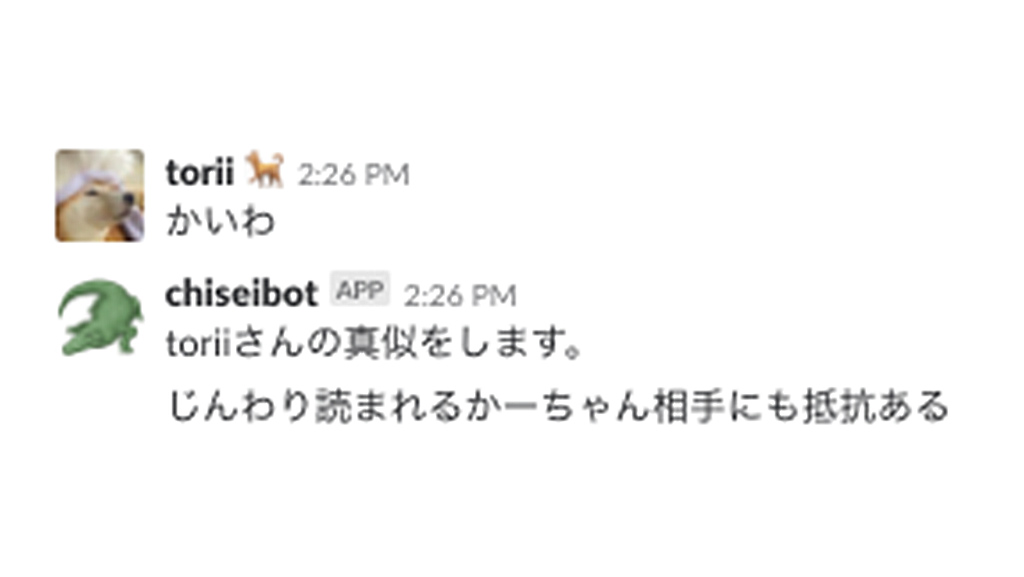 torii 🐕 2:26 PM
かいわ
chiseibot APP 2:26 PM
toriiさんの真似をします。
じんわり読まれるかーちゃん相手にも抵抗ある